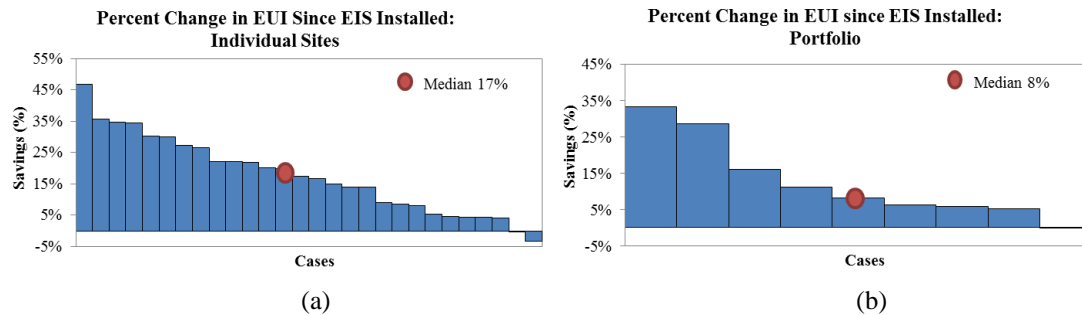 Percent Change in EUI Since EIS Installed:
Individual Sites
55%
45%
35%
25%
15%
5%
-5%
Savings (%)
Median 17%
Cases
(a)
Percent Change in EUI since EIS Installed:
Portfolio
45%
35%
25%
15%
5%
-5%
Savings (%)
Median 8%
Cases
(b)